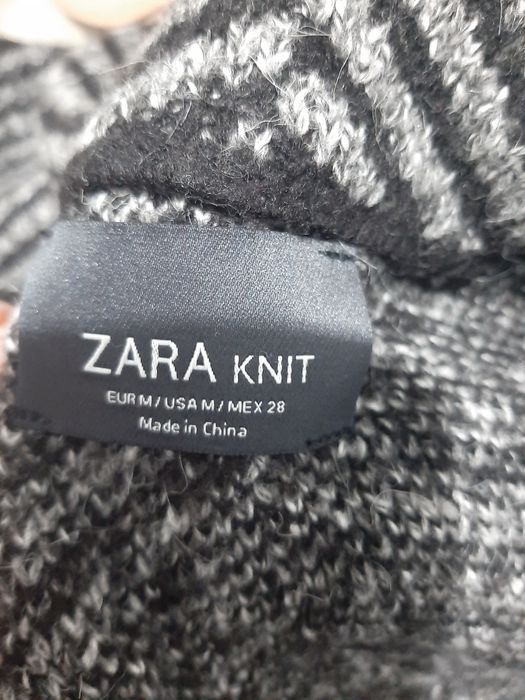 ZARA KNIT
EUR M / USA M / MEX 28
Made in China